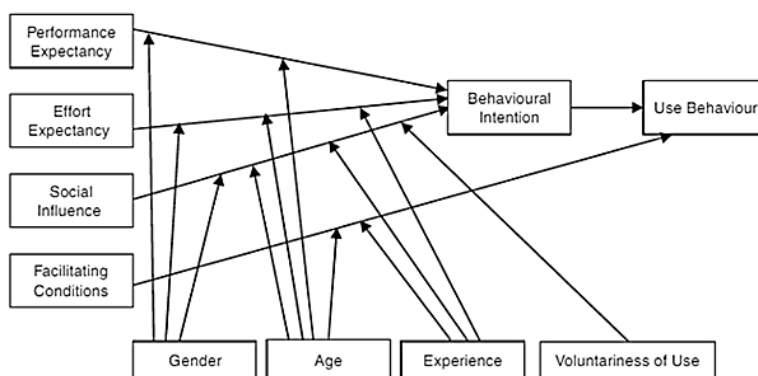 Performance
Expectancy
Effort
Expectancy
Social
Influence
Facilitating
Conditions
Behavioural
Intention
Use Behaviour
Gender
Age
Experience
Voluntariness of Use